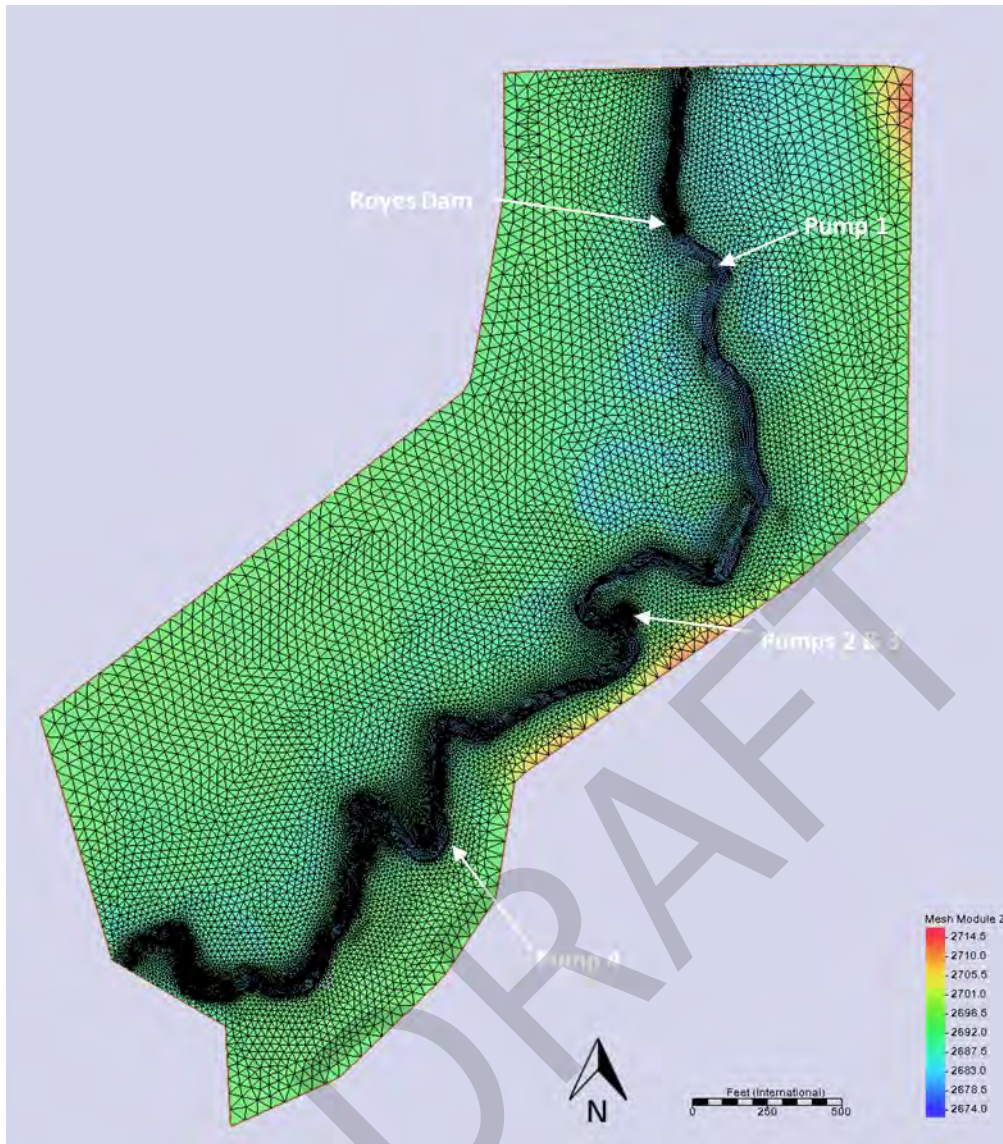 Royes Dam
Pump 1
Pumps 2 & 3
Pump 4
DRAFT
Mesh Module Z
2714.5
2710.0
2705.5
2701.0
2696.5
2692.0
2687.5
2683.0
2678.5
2674.0
Feet (International)
0 250 500
N